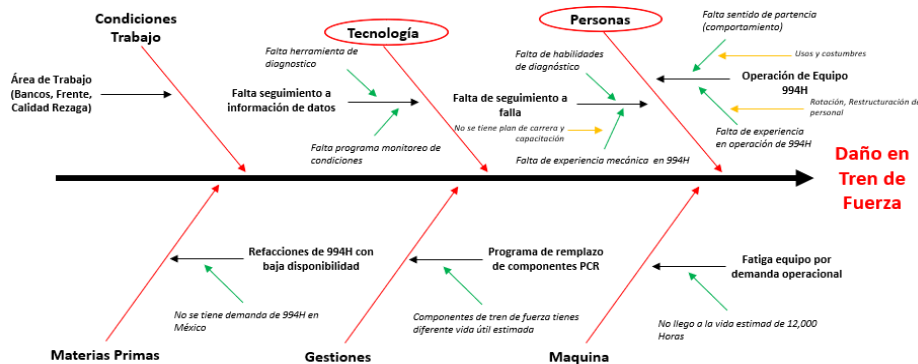 Condiciones
Trabajo
Tecnología
Personas
Falta herramienta de
diagnostico
Falta de habilidades
de diagnóstico
Falta sentido de partencia
(comportamiento)
Usos y costumbres
Área de Trabajo
(Bancos, Frente,
Calidad Rezaga)
Falta seguimiento a
información de datos
Falta de seguimiento a
falla
Operación de Equipo
994H
Rotación, Restructuración de
personal
No se tiene plan de carrera y
capacitación
Falta programa monitoreo de
condiciones
Falta de experiencia mecánica en 994H
Falta de experiencia
en operación de 994H
Daño en
Tren de
Fuerza
Refacciones de 994H con
baja disponibilidad
Programa de remplazo
de componentes PCR
Fatiga equipo por
demanda operacional
No se tiene demanda de 994H en
México
Componentes de tren de fuerza tienes
diferente vida útil estimada
No llego a la vida estimad de 12,000
Horas
Materias Primas
Gestiones
Maquina